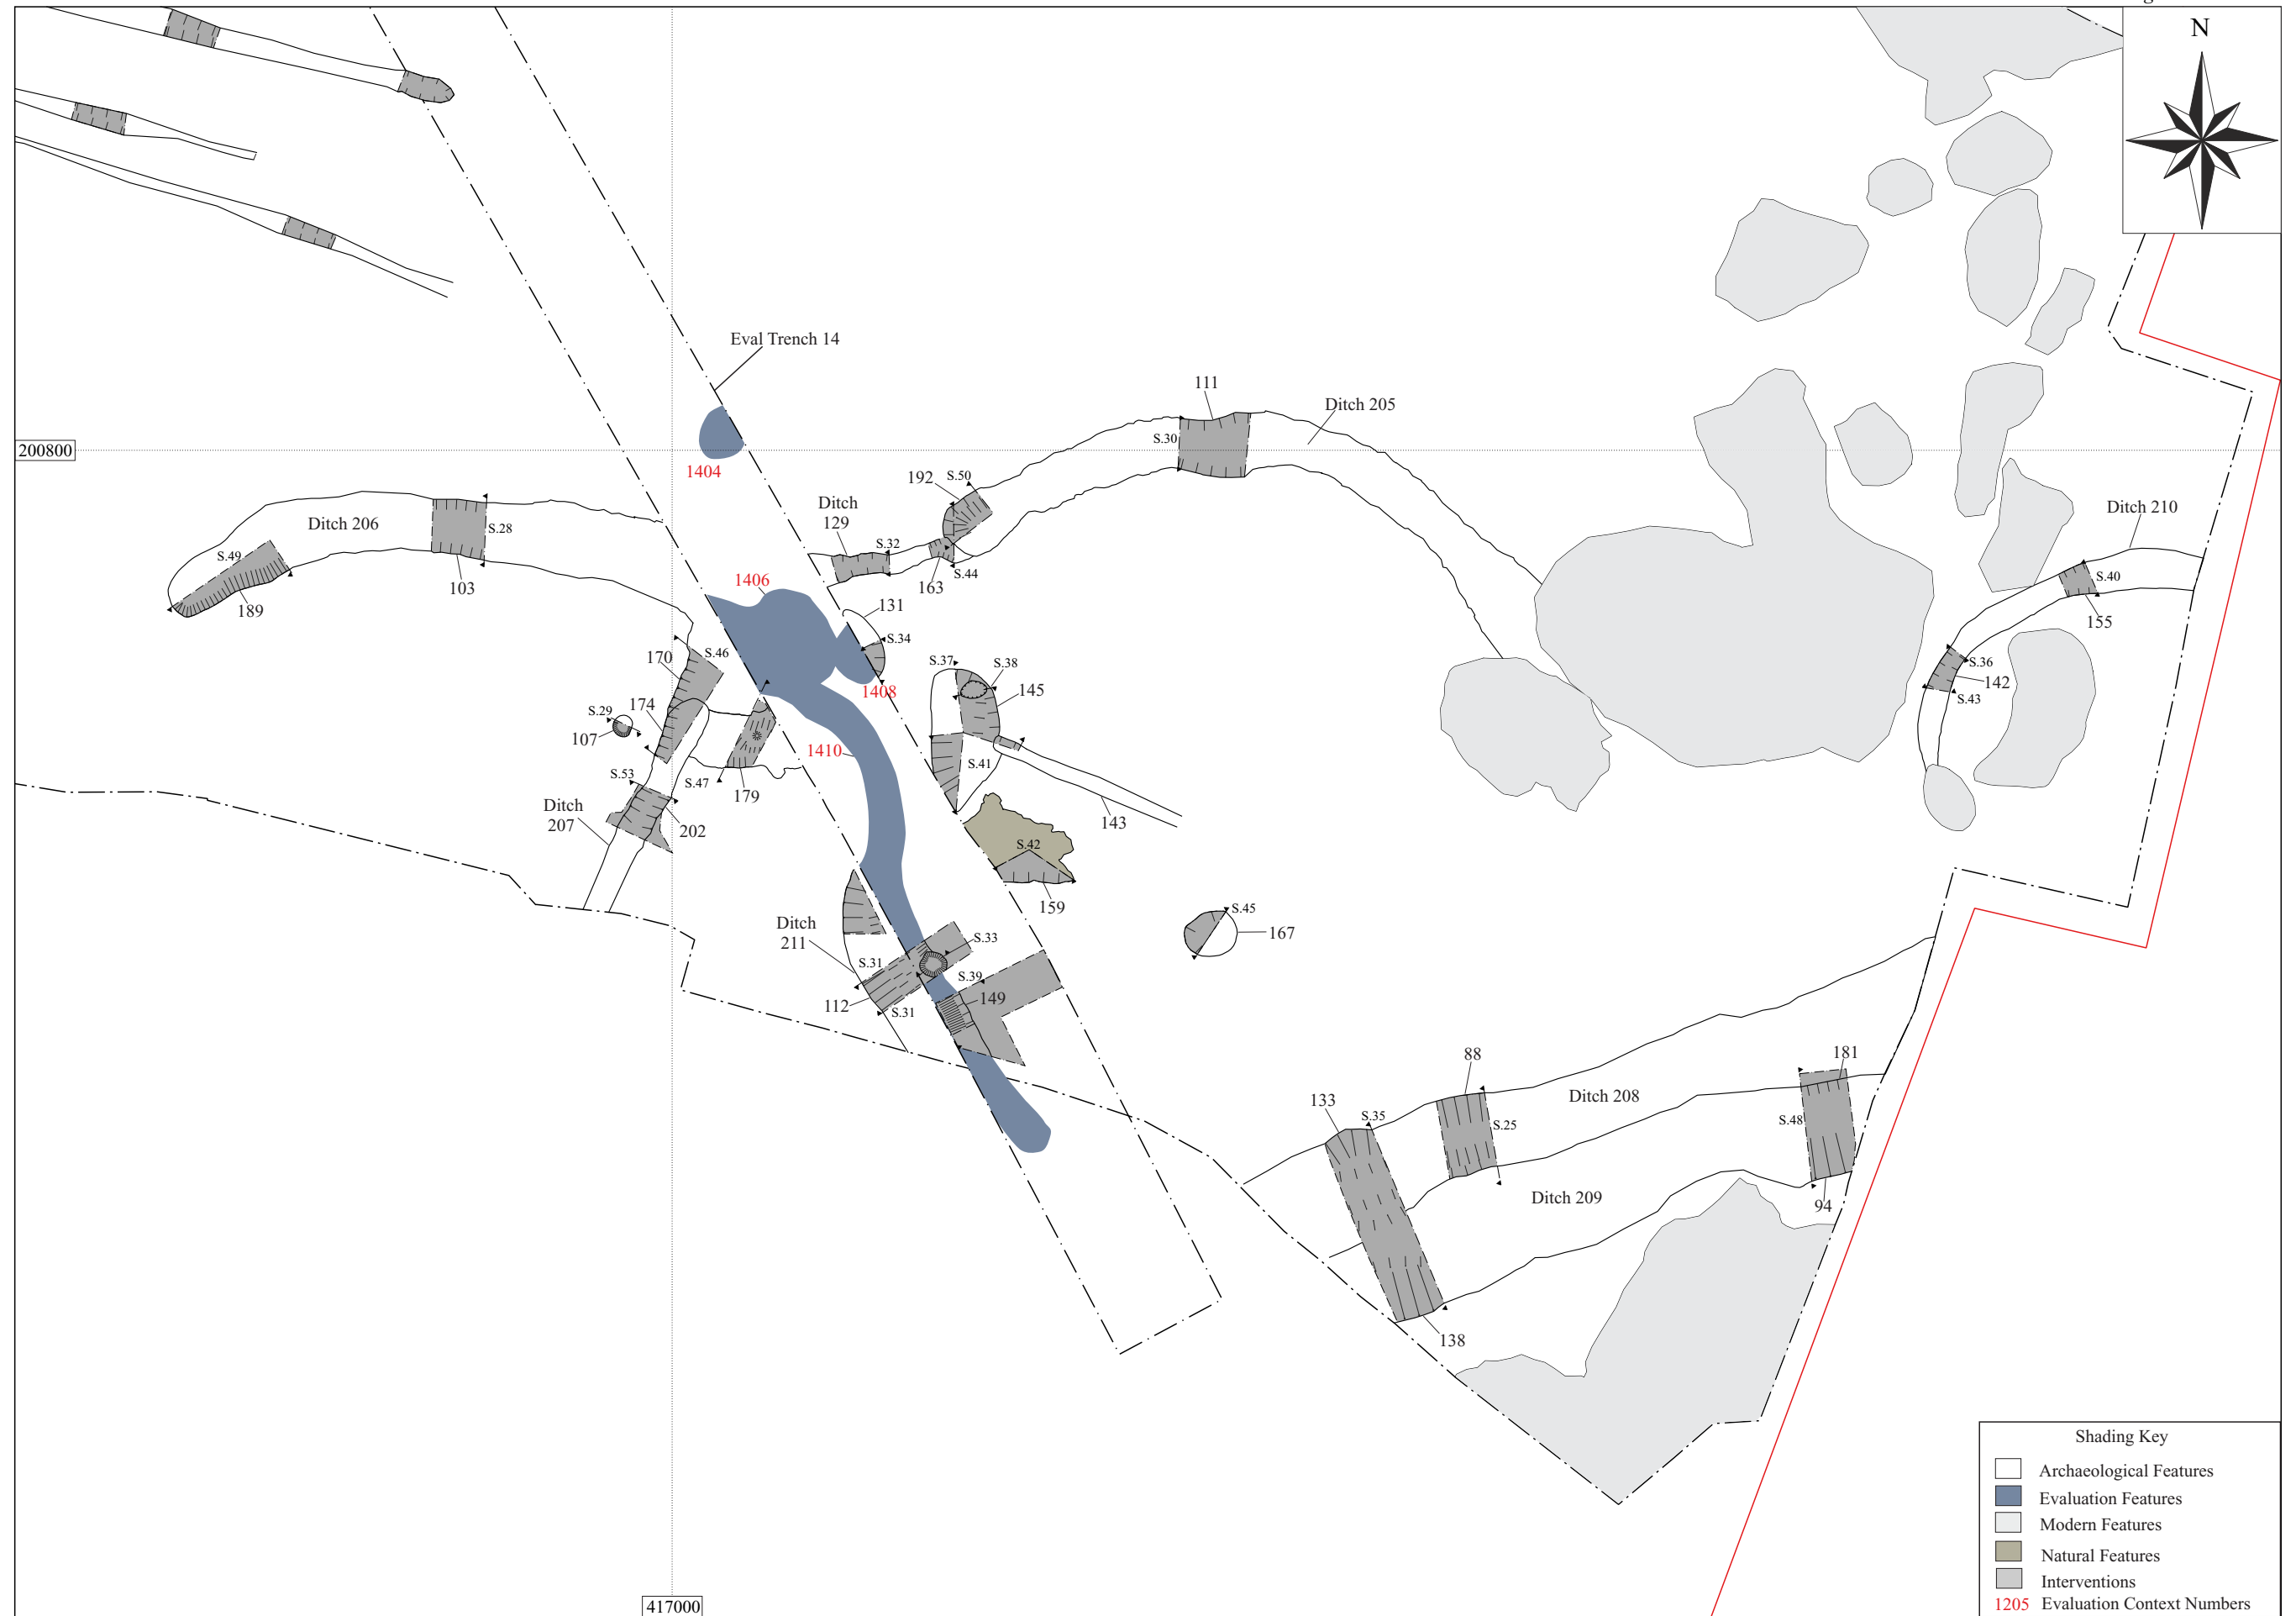 N
Eval Trench 14
111
Ditch 205
200800
S.30
1404
192
S.50
Ditch
129
Ditch 206
S.28
S.32
Ditch 210
S.49
S.44
163
103
189
1406
S.40
155
131
S.34
170
S.46
S.37
S.38
S.36
142
1408
145
S.43
174
S.29
107
1410
S.41
S.53
S.47
179
Ditch
207
202
143
S.42
159
Ditch
211
S.45
167
S.33
S.31
S.39
149
112
S.31
88
181
133
S.35
Ditch 208
S.25
S.48
Ditch 209
94
138
417000
Shading Key
Archaeological Features
Evaluation Features
Modern Features
Natural Features
Interventions
1205 Evaluation Context Numbers